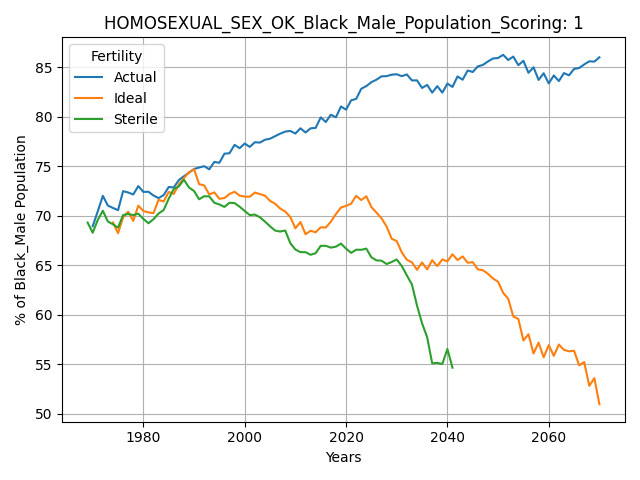 HOMOSEXUAL_SEX_OK_Black_Male_Population_Scoring: 1
Fertility
Actual
Ideal
Sterile
85
80
75
70
65
60
55
50
% of Black_Male Population
1980 2000 2020 2040 2060
Years